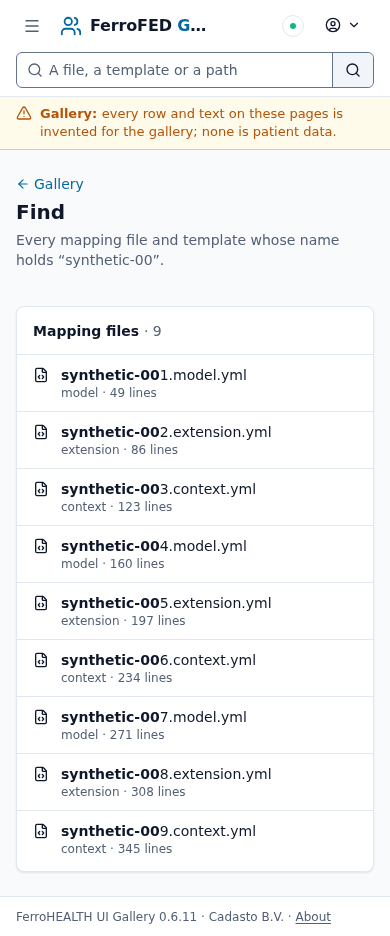 FerroFED G…
A file, a template or a path
Gallery: every row and text on these pages is
invented for the gallery; none is patient data.
← Gallery
Find
Every mapping file and template whose name
holds “synthetic-00”.
Mapping files · 9
synthetic-001.model.yml
model · 49 lines
synthetic-002.extension.yml
extension · 86 lines
synthetic-003.context.yml
context · 123 lines
synthetic-004.model.yml
model · 160 lines
synthetic-005.extension.yml
extension · 197 lines
synthetic-006.context.yml
context · 234 lines
synthetic-007.model.yml
model · 271 lines
synthetic-008.extension.yml
extension · 308 lines
synthetic-009.context.yml
context · 345 lines
FerroHEALTH UI Gallery 0.6.11 · Cadasto B.V. · About